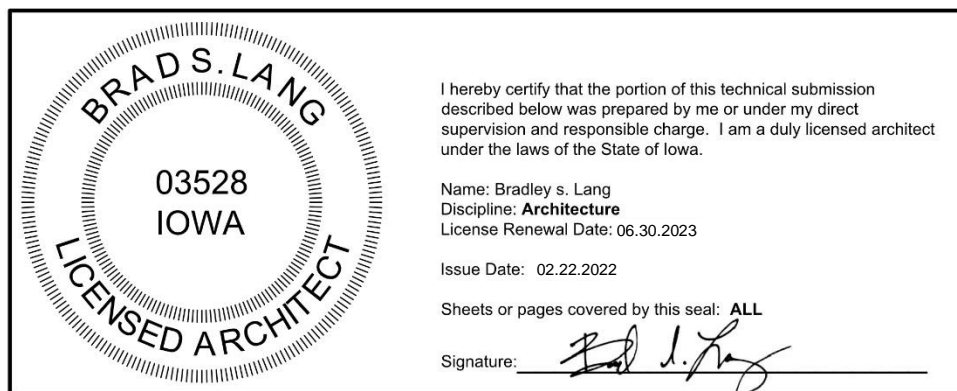 BRAD S. LANG
03528
IOWA
LICENSED ARCHITECT
I hereby certify that the portion of this technical submission
described below was prepared by me or under my direct
supervision and responsible charge. I am a duly licensed architect
under the laws of the State of Iowa.
Name: Bradley s. Lang
Discipline: Architecture
License Renewal Date: 06.30.2023
Issue Date: 02.22.2022
Sheets or pages covered by this seal: ALL
Signature: Brad s. Lang